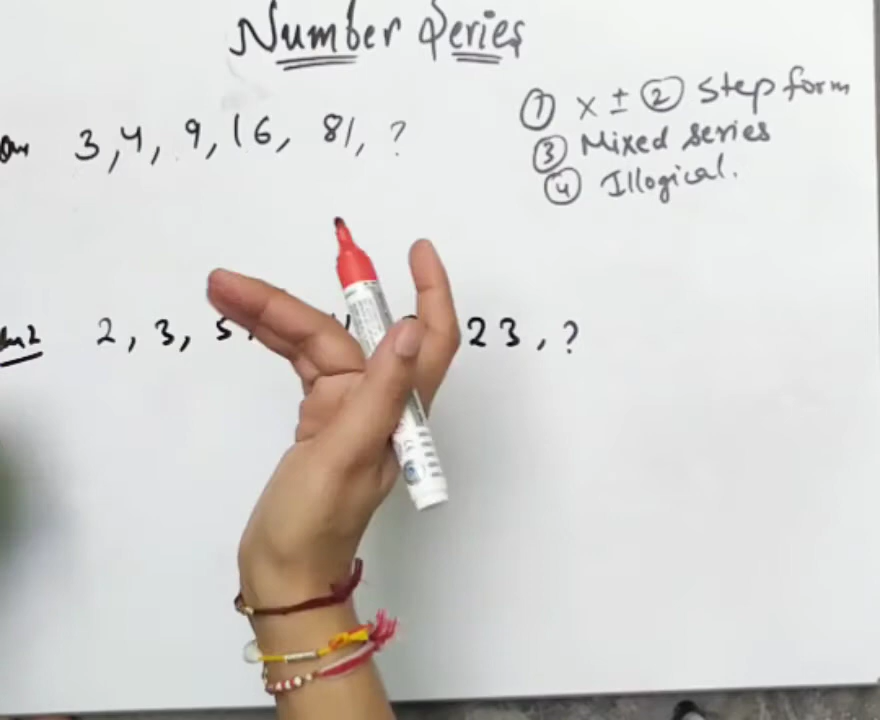 Number Series
① × ± ② Step form
③ Mixed series
④ Illogical.
3, 4, 9, 16, 81, ?
2, 3, 5, 23, ?